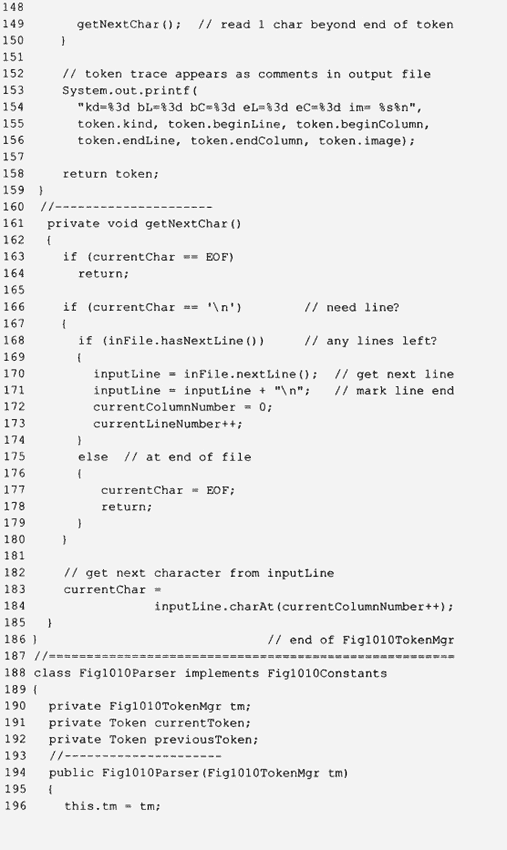 148
149 getNextChar(); // read 1 char beyond end of token
150 }
151
152 // token trace appears as comments in output file
153 System.out.printf(
154 "kd=%3d bL=%3d bC=%3d eL=%3d eC=%3d im= %s%n",
155 token.kind, token.beginLine, token.beginColumn,
156 token.endLine, token.endColumn, token.image);
157
158 return token;
159 }
160 //---------------------
161 private void getNextChar()
162 {
163 if (currentChar == EOF)
164 return;
165
166 if (currentChar == '\n') // need line?
167 {
168 if (inFile.hasNextLine()) // any lines left?
169 {
170 inputLine = inFile.nextLine(); // get next line
171 inputLine = inputLine + "\n"; // mark line end
172 currentColumnNumber = 0;
173 currentLineNumber++;
174 }
175 else // at end of file
176 {
177 currentChar = EOF;
178 return;
179 }
180 }
181
182 // get next character from inputLine
183 currentChar =
184 inputLine.charAt(currentColumnNumber++);
185 }
186 } // end of Fig1010TokenMgr
187 //======================================================
188 class Fig1010Parser implements Fig1010Constants
189 {
190 private Fig1010TokenMgr tm;
191 private Token currentToken;
192 private Token previousToken;
193 //---------------------
194 public Fig1010Parser(Fig1010TokenMgr tm)
195 {
196 this.tm = tm;